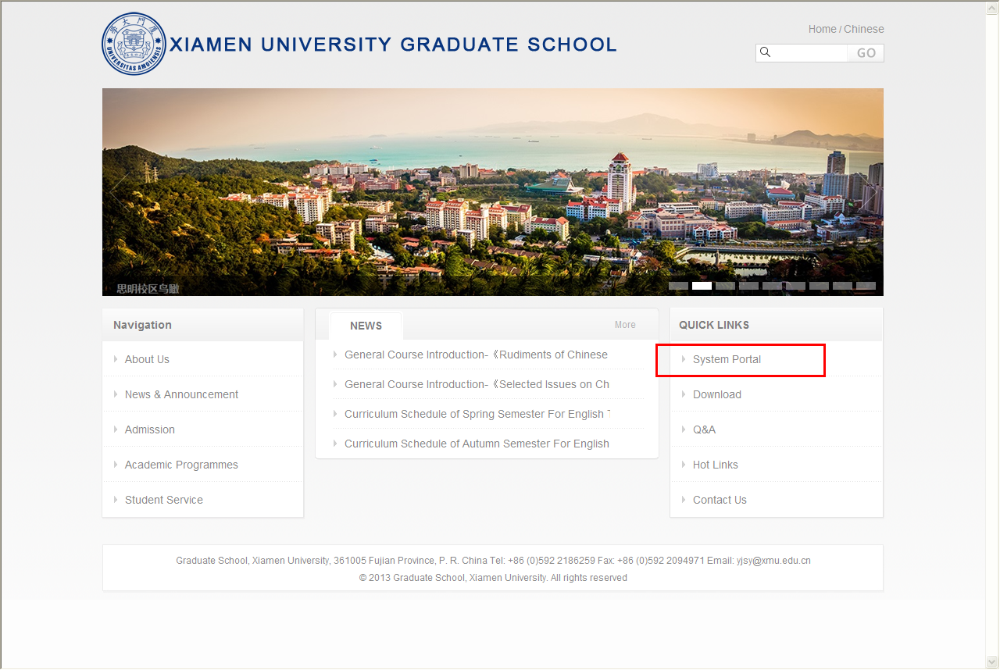 XIAMEN UNIVERSITY GRADUATE SCHOOL
UNIVERSITAS AMOIENSIS
Home / Chinese
GO
思明校区鸟瞰
Navigation
About Us
News & Announcement
Admission
Academic Programmes
Student Service
NEWS
More
General Course Introduction-《Rudiments of Chinese
General Course Introduction-《Selected Issues on Ch
Curriculum Schedule of Spring Semester For English
Curriculum Schedule of Autumn Semester For English
QUICK LINKS
System Portal
Download
Q&A
Hot Links
Contact Us
Graduate School, Xiamen University, 361005 Fujian Province, P. R. China Tel: +86 (0)592 2186259 Fax: +86 (0)592 2094971 Email: yjsy@xmu.edu.cn
© 2013 Graduate School, Xiamen University. All rights reserved